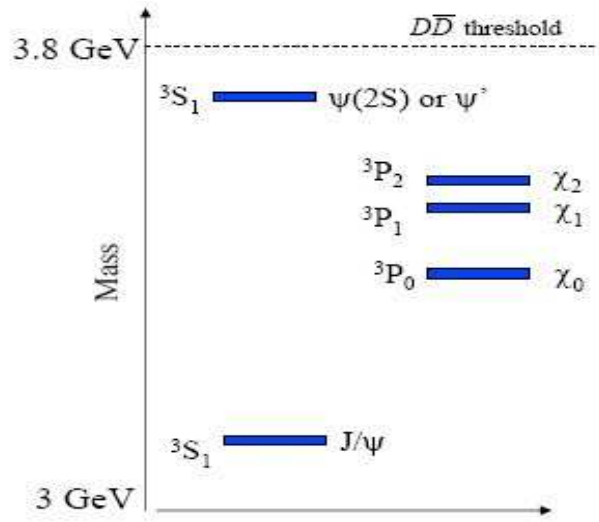 DD̅ threshold
3.8 GeV
³S₁ ψ(2S) or ψ'
³P₂ χ₂
³P₁ χ₁
³P₀ χ₀
Mass
³S₁ J/ψ
3 GeV